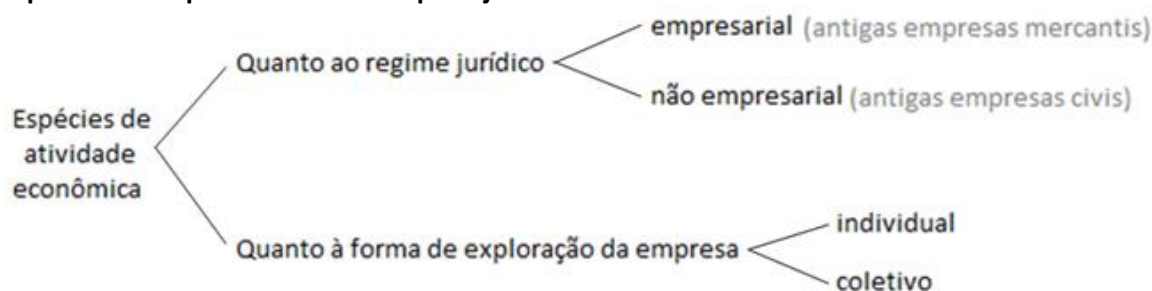 empresarial (antigas empresas mercantis)
Quanto ao regime jurídico
não empresarial (antigas empresas civis)
Espécies de
atividade
econômica
individual
Quanto à forma de exploração da empresa
coletivo